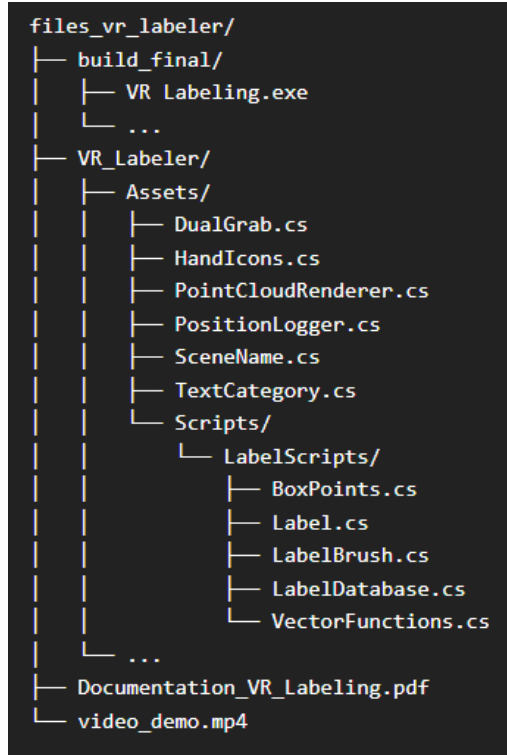 files_vr_labeler/
├── build_final/
│   ├── VR Labeling.exe
│   └── ...
├── VR_Labeler/
│   ├── Assets/
│   │   ├── DualGrab.cs
│   │   ├── HandIcons.cs
│   │   ├── PointCloudRenderer.cs
│   │   ├── PositionLogger.cs
│   │   ├── SceneName.cs
│   │   ├── TextCategory.cs
│   │   └── Scripts/
│   │       └── LabelScripts/
│   │           ├── BoxPoints.cs
│   │           ├── Label.cs
│   │           ├── LabelBrush.cs
│   │           ├── LabelDatabase.cs
│   │           └── VectorFunctions.cs
│   └── ...
├── Documentation_VR_Labeling.pdf
└── video_demo.mp4